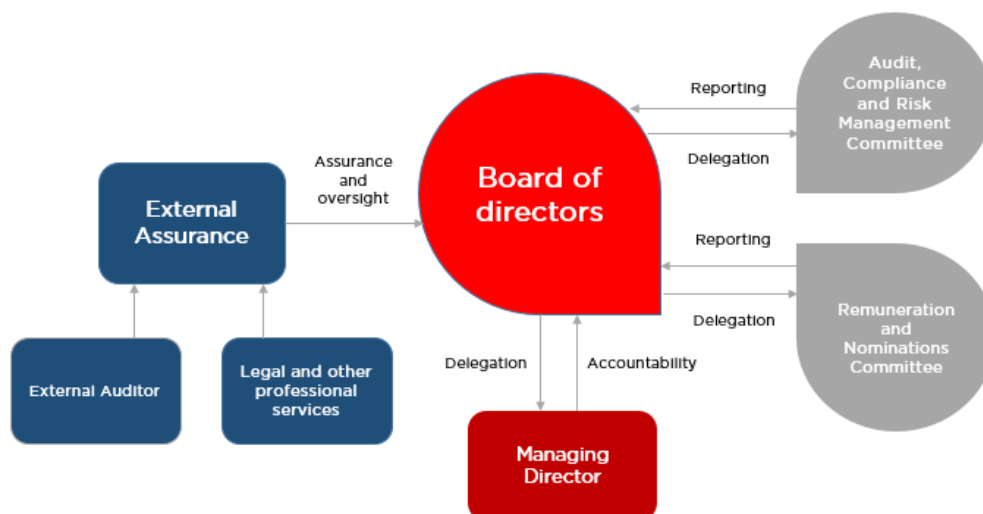 Audit,
Compliance
and Risk
Management
Committee
Reporting
Delegation
Assurance
and
oversight
Board of
directors
External
Assurance
Reporting
Delegation
Remuneration
and
Nominations
Committee
External Auditor
Legal and other
professional
services
Delegation
Accountability
Managing
Director